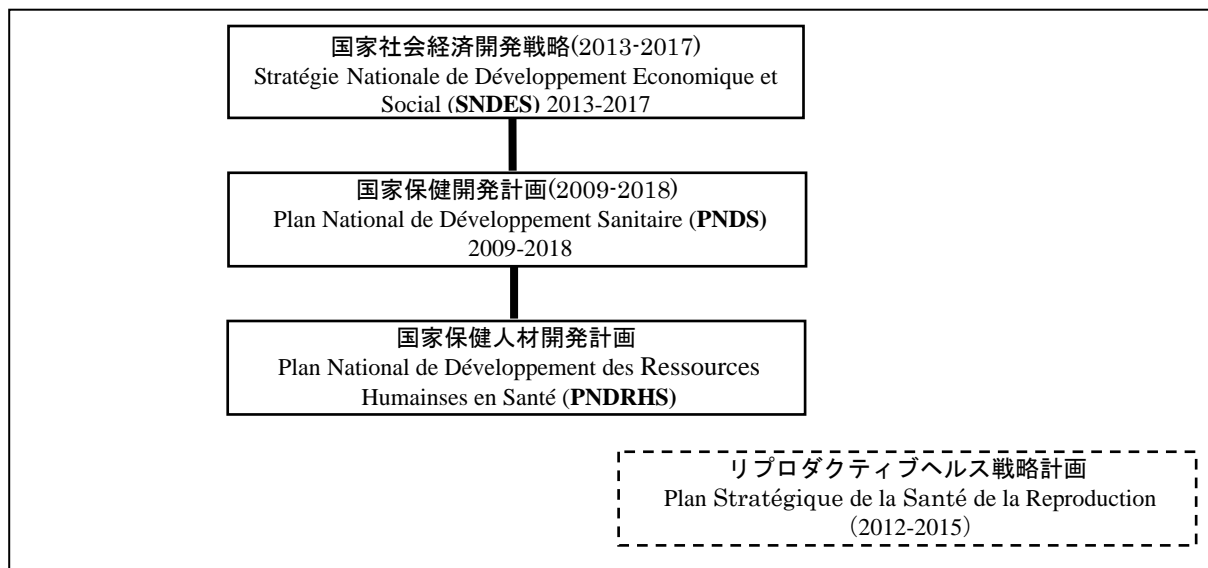 国家社会経済開発戦略(2013-2017)
Stratégie Nationale de Développement Economique et
Social (SNDES) 2013-2017
国家保健開発計画(2009-2018)
Plan National de Développement Sanitaire (PNDS)
2009-2018
国家保健人材開発計画
Plan National de Développement des Ressources
Humainses en Santé (PNDRHS)
リプロダクティブヘルス戦略計画
Plan Stratégique de la Santé de la Reproduction
(2012-2015)